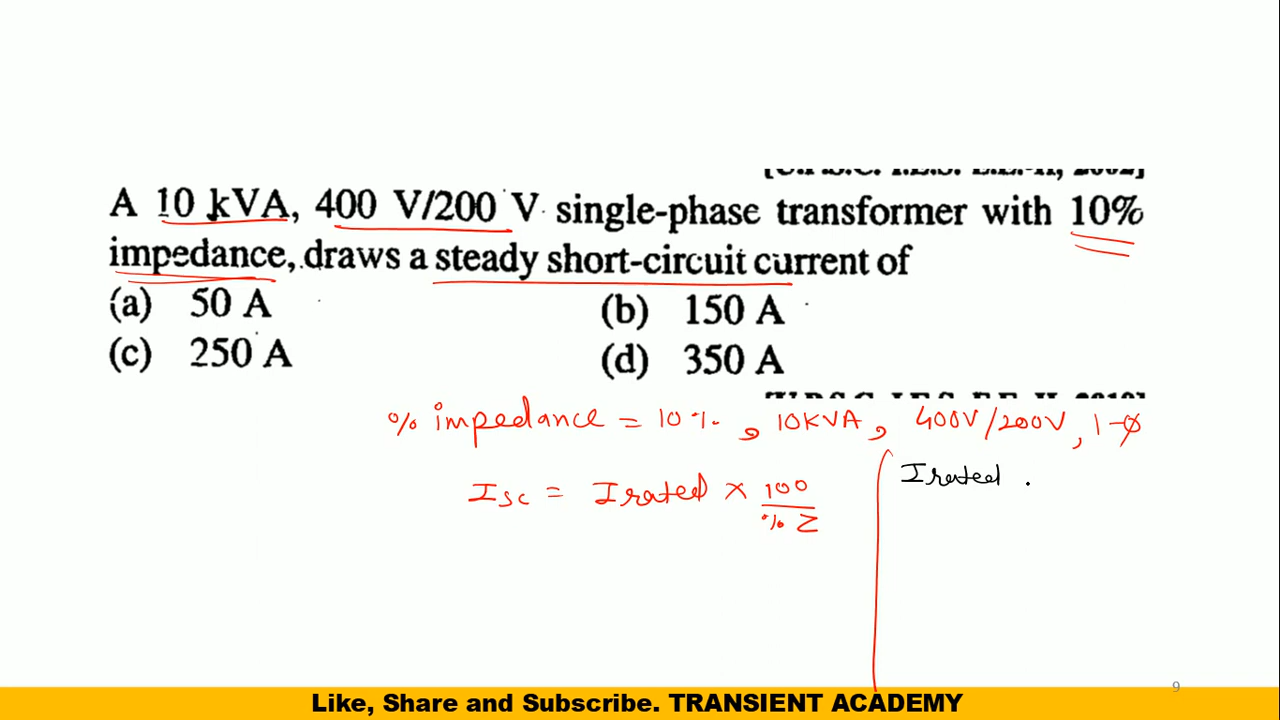 A 10 kVA, 400 V/200 V single-phase transformer with 10%
impedance, draws a steady short-circuit current of
(a) 50 A (b) 150 A
(c) 250 A (d) 350 A
% impedance = 10%, 10KVA, 400V/200V, 1-φ
Isc = Irated × 100 / % Z
Irated
Like, Share and Subscribe. TRANSIENT ACADEMY
9